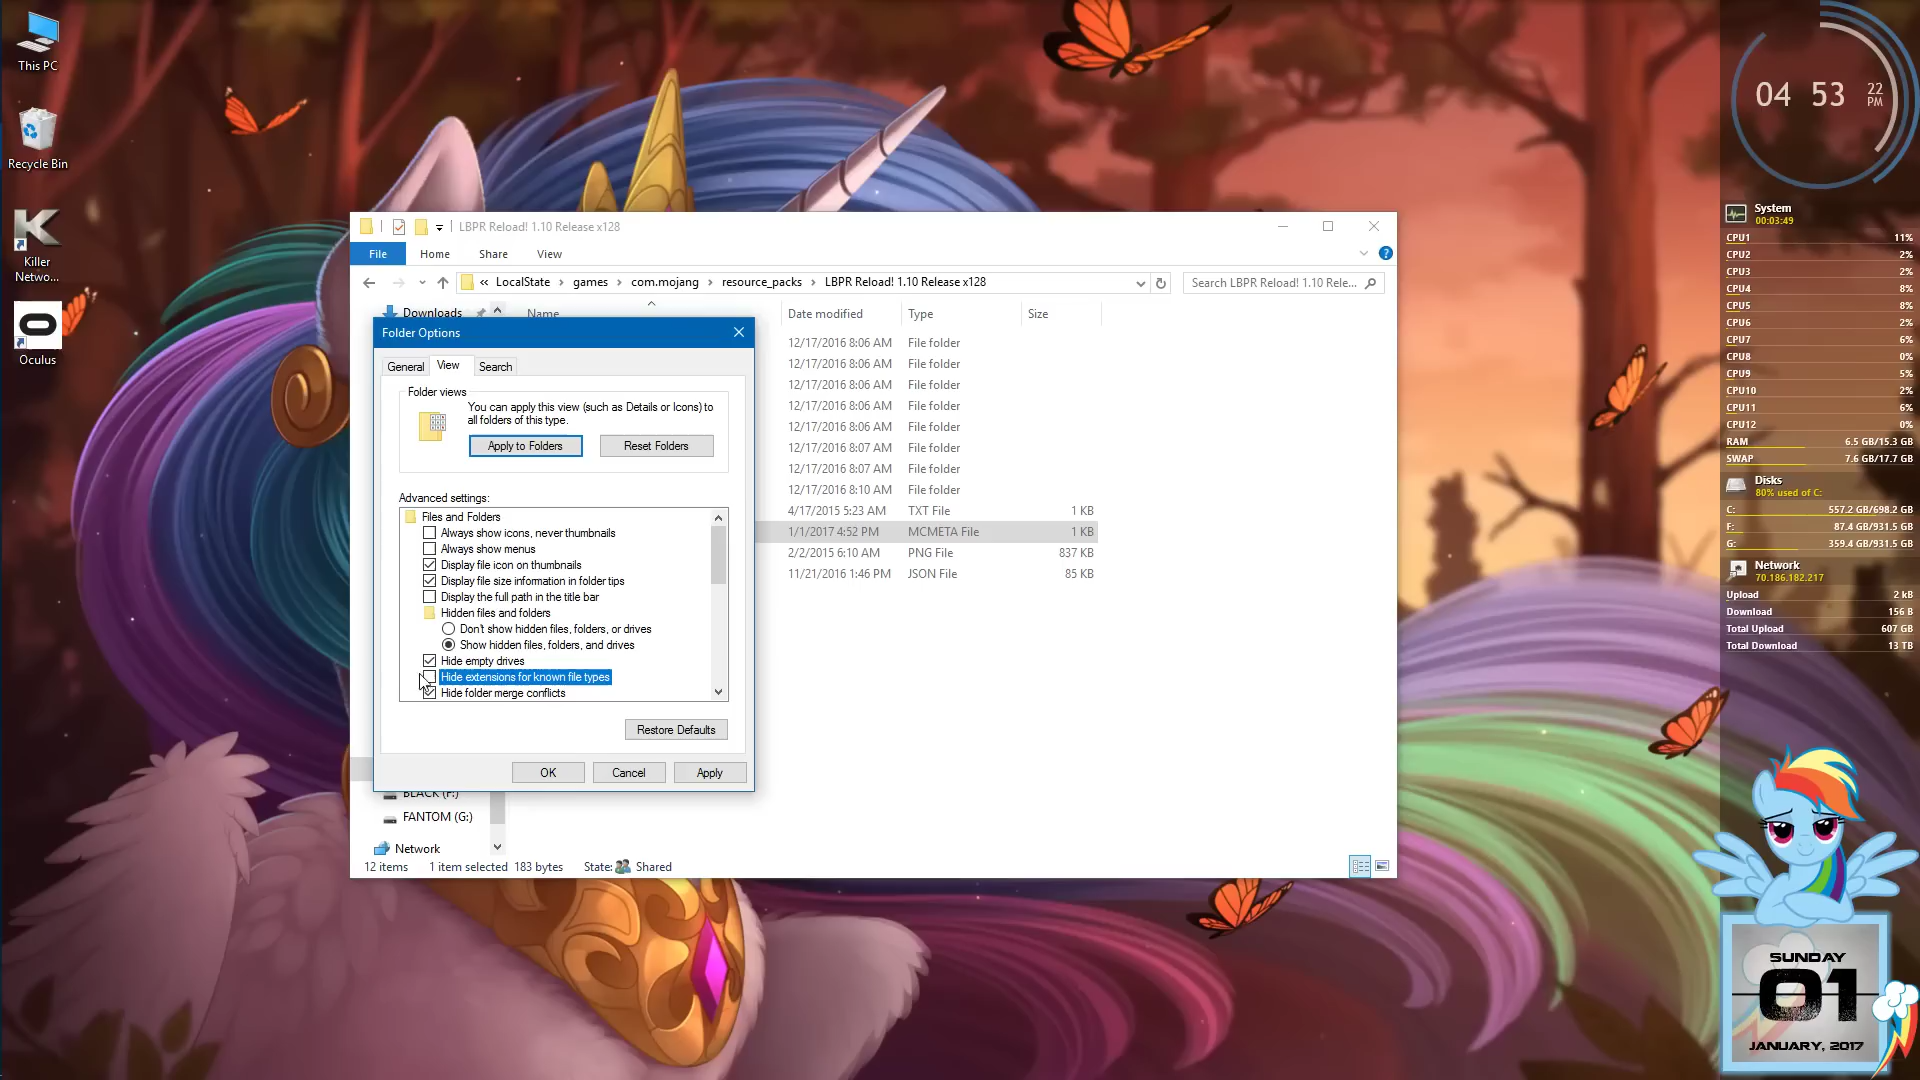 This PC
Recycle Bin
Killer
Netwo...
Oculus
LBPR Reload! 1.10 Release x128
File
Home
Share
View
« LocalState > games > com.mojang > resource_packs > LBPR Reload! 1.10 Release x128
Search LBPR Reload! 1.10 Rele...
Downloads
Name
Date modified
Type
Size
12/17/2016 8:06 AM File folder
12/17/2016 8:06 AM File folder
12/17/2016 8:06 AM File folder
12/17/2016 8:06 AM File folder
12/17/2016 8:06 AM File folder
12/17/2016 8:07 AM File folder
12/17/2016 8:07 AM File folder
12/17/2016 8:10 AM File folder
4/17/2015 5:23 AM TXT File 1 KB
1/1/2017 4:52 PM MCMETA File 1 KB
2/2/2015 6:10 AM PNG File 837 KB
11/21/2016 1:46 PM JSON File 85 KB
Folder Options
General
View
Search
Folder views
You can apply this view (such as Details or Icons) to
all folders of this type.
Apply to Folders
Reset Folders
Advanced settings:
Files and Folders
Always show icons, never thumbnails
Always show menus
Display file icon on thumbnails
Display file size information in folder tips
Display the full path in the title bar
Hidden files and folders
Don't show hidden files, folders, or drives
Show hidden files, folders, and drives
Hide empty drives
Hide extensions for known file types
Hide folder merge conflicts
Restore Defaults
OK
Cancel
Apply
BLACK (F:)
FANTOM (G:)
Network
12 items 1 item selected 183 bytes State: Shared
04 53 22
PM
System
00:03:49
CPU1 11%
CPU2 2%
CPU3 2%
CPU4 8%
CPU5 8%
CPU6 2%
CPU7 6%
CPU8 0%
CPU9 5%
CPU10 2%
CPU11 6%
CPU12 0%
RAM 6.5 GB/15.3 GB
SWAP 7.6 GB/17.7 GB
Disks
80% used of C:
C: 557.2 GB/698.2 GB
F: 87.4 GB/931.5 GB
G: 359.4 GB/931.5 GB
Network
70.186.182.217
Upload 2 kB
Download 156 B
Total Upload 607 GB
Total Download 13 TB
SUNDAY
01
JANUARY, 2017